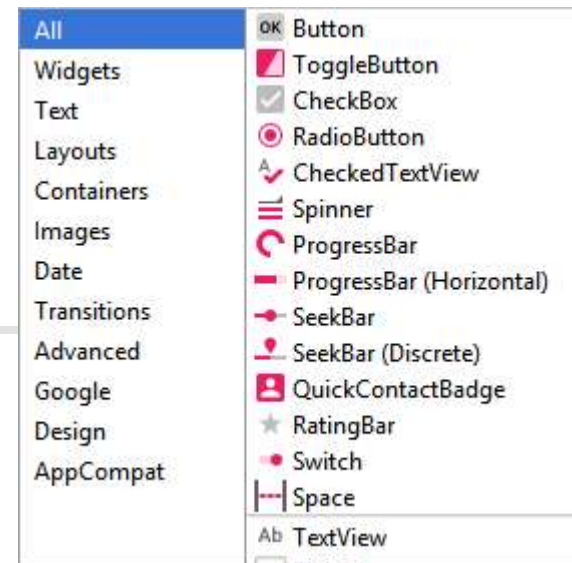 All
Widgets
Text
Layouts
Containers
Images
Date
Transitions
Advanced
Google
Design
AppCompat
OK Button
ToggleButton
CheckBox
RadioButton
A CheckedTextView
Spinner
ProgressBar
ProgressBar (Horizontal)
SeekBar
SeekBar (Discrete)
QuickContactBadge
RatingBar
Switch
Space
Ab TextView